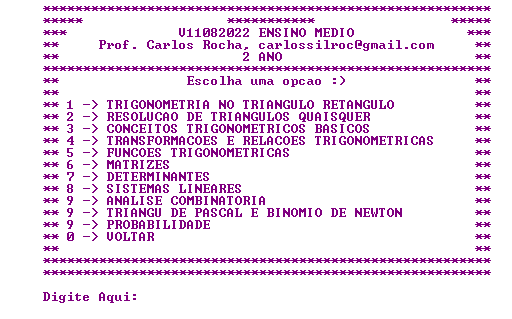 **********************************************************
*****                  ***********                 *****
***              V11082022 ENSINO MEDIO              ***
**     Prof. Carlos Rocha, carlossilroc@gmail.com     **
**                       2 ANO                        **
**********************************************************
**                Escolha uma opcao :)                **
**                                                    **
** 1 -> TRIGONOMETRIA NO TRIANGULO RETANGULO          **
** 2 -> RESOLUCAO DE TRIANGULOS QUAISQUER             **
** 3 -> CONCEITOS TRIGONOMETRICOS BASICOS             **
** 4 -> TRANSFORMACOES E RELACOES TRIGONOMETRICAS     **
** 5 -> FUNCOES TRIGONOMETRICAS                       **
** 6 -> MATRIZES                                      **
** 7 -> DETERMINANTES                                 **
** 8 -> SISTEMAS LINEARES                             **
** 9 -> ANALISE COMBINATORIA                          **
** 9 -> TRIANGU DE PASCAL E BINOMIO DE NEWTON         **
** 9 -> PROBABILIDADE                                 **
** 0 -> VOLTAR                                        **
**                                                    **
**********************************************************
**********************************************************
Digite Aqui: